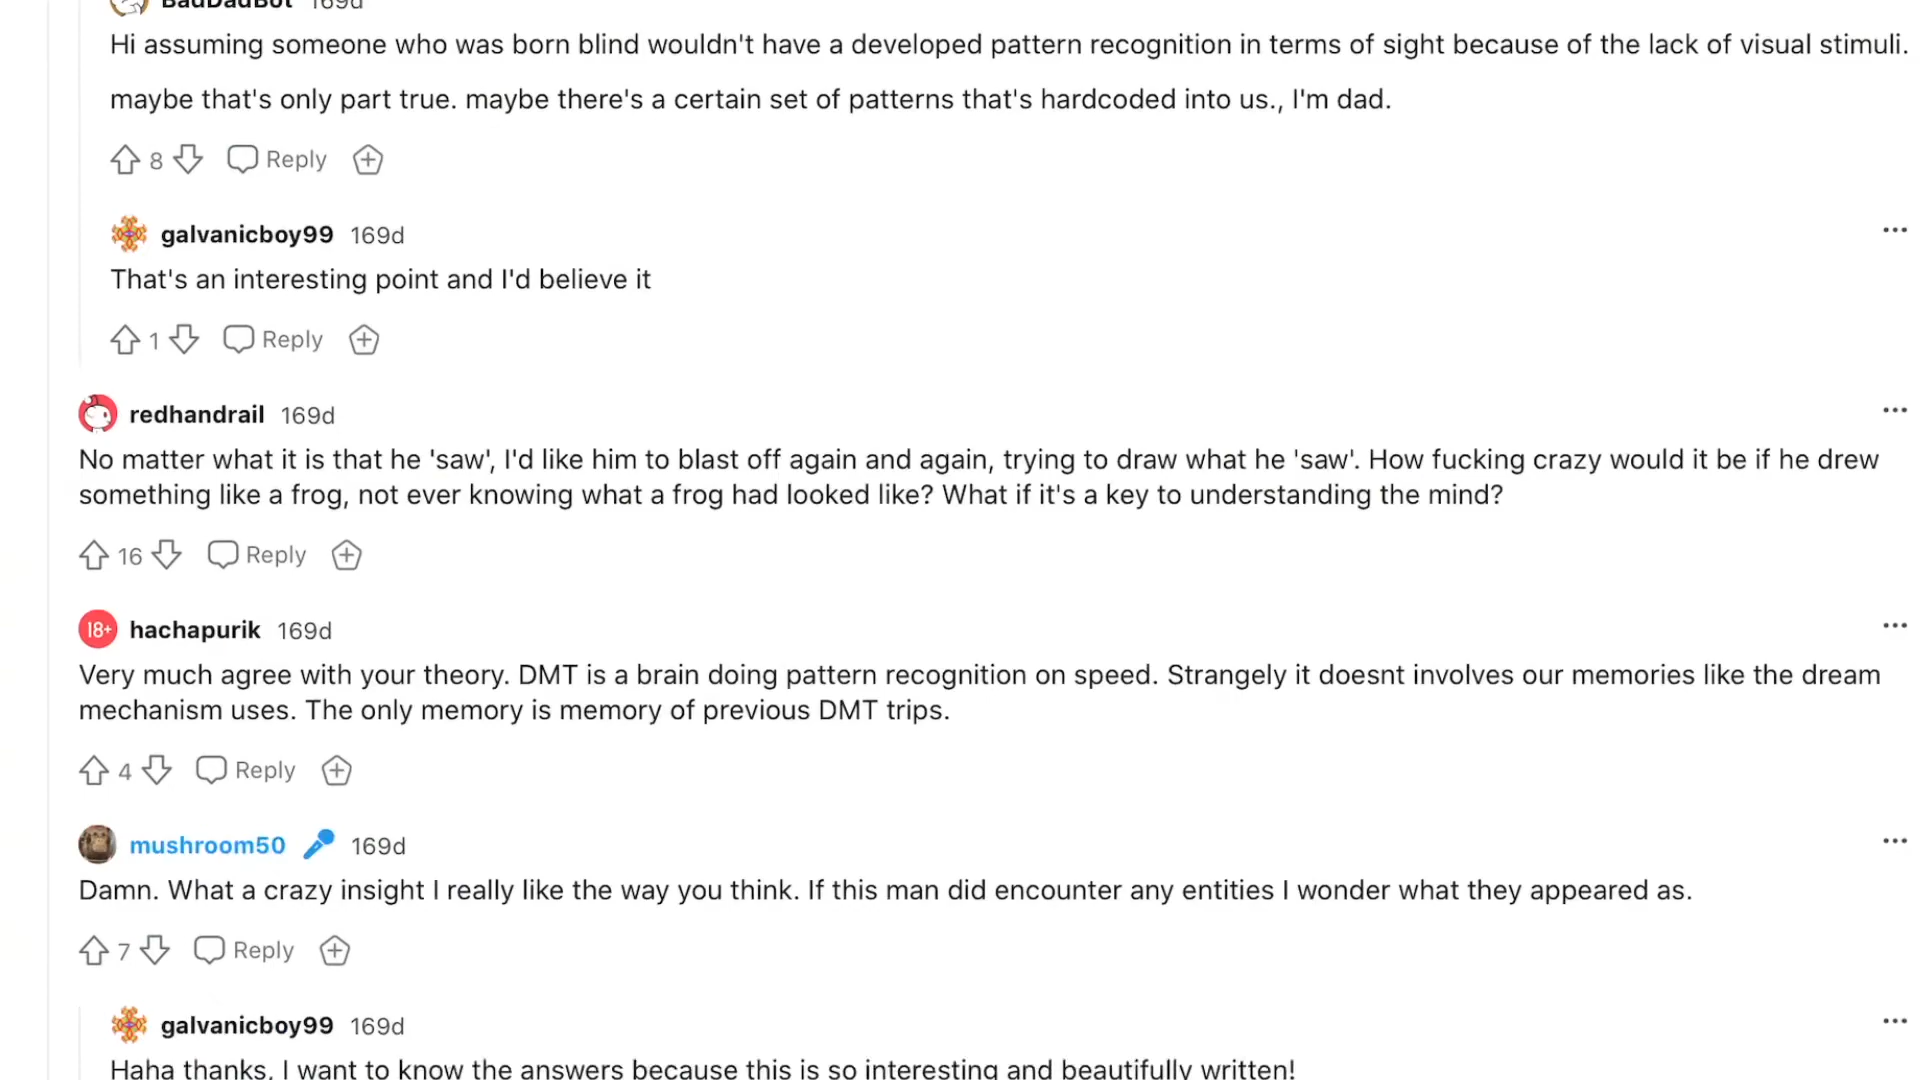 BadDadBot 169d
Hi assuming someone who was born blind wouldn't have a developed pattern recognition in terms of sight because of the lack of visual stimuli.
maybe that's only part true. maybe there's a certain set of patterns that's hardcoded into us., I'm dad.
8 Reply
galvanicboy99 169d
That's an interesting point and I'd believe it
1 Reply
redhandrail 169d
No matter what it is that he 'saw', I'd like him to blast off again and again, trying to draw what he 'saw'. How fucking crazy would it be if he drew
something like a frog, not ever knowing what a frog had looked like? What if it's a key to understanding the mind?
16 Reply
18+ hachapurik 169d
Very much agree with your theory. DMT is a brain doing pattern recognition on speed. Strangely it doesnt involves our memories like the dream
mechanism uses. The only memory is memory of previous DMT trips.
4 Reply
mushroom50 169d
Damn. What a crazy insight I really like the way you think. If this man did encounter any entities I wonder what they appeared as.
7 Reply
galvanicboy99 169d
Haha thanks, I want to know the answers because this is so interesting and beautifully written!